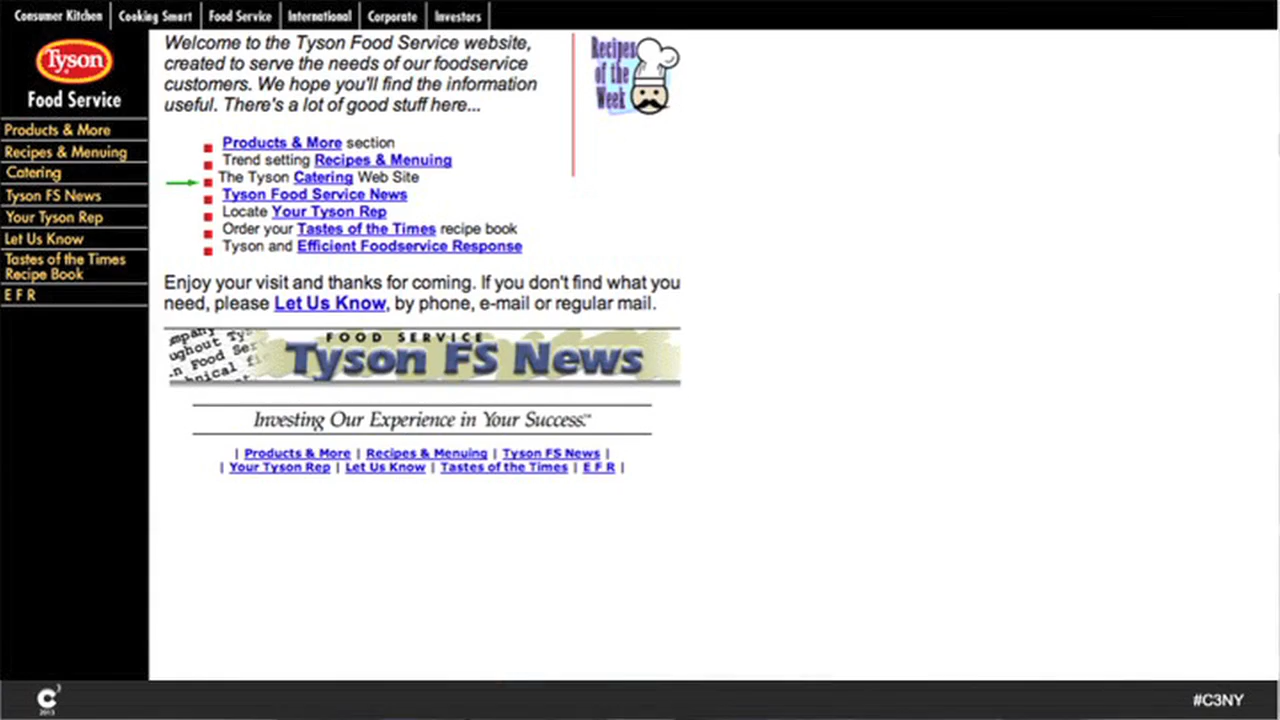 Consumer Kitchen Cooking Smart Food Service International Corporate Investors
Tyson
Food Service
Products & More
Recipes & Menuing
Catering
Tyson FS News
Your Tyson Rep
Let Us Know
Tastes of the Times
Recipe Book
E F R
Welcome to the Tyson Food Service website,
created to serve the needs of our foodservice
customers. We hope you'll find the information
useful. There's a lot of good stuff here...
Recipes
of the
Week
Products & More section
Trend setting Recipes & Menuing
The Tyson Catering Web Site
Tyson Food Service News
Locate Your Tyson Rep
Order your Tastes of the Times recipe book
Tyson and Efficient Foodservice Response
Enjoy your visit and thanks for coming. If you don't find what you
need, please Let Us Know, by phone, e-mail or regular mail.
FOOD SERVICE
Tyson FS News
Investing Our Experience in Your Success.
| Products & More | Recipes & Menuing | Tyson FS News |
| Your Tyson Rep | Let Us Know | Tastes of the Times | E F R |
C3
2013
#C3NY